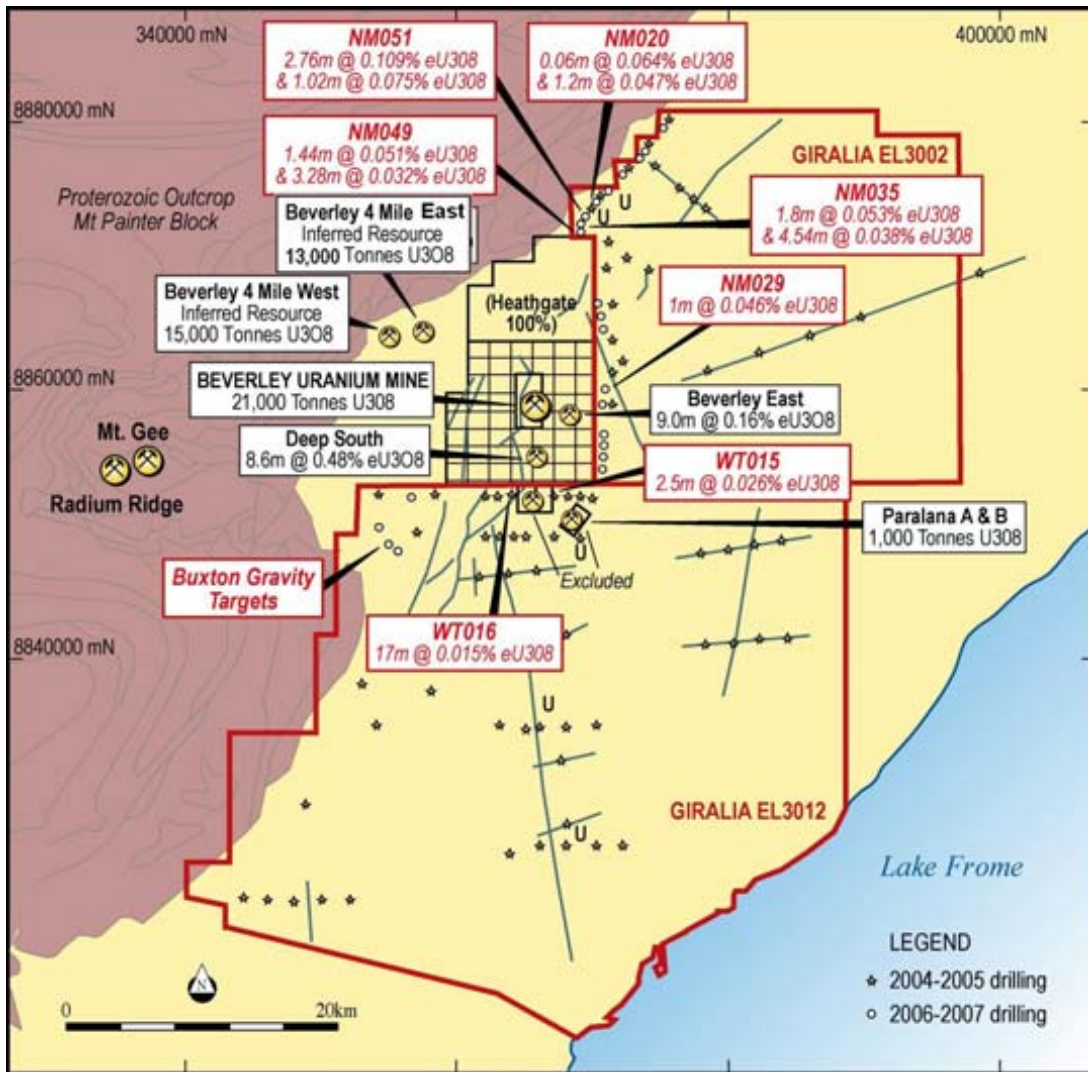 340000 mN
400000 mN
NM051
2.76m @ 0.109% eU308
& 1.02m @ 0.075% eU308
NM020
0.06m @ 0.064% eU308
& 1.2m @ 0.047% eU308
8880000 mN
NM049
1.44m @ 0.051% eU308
& 3.28m @ 0.032% eU308
GIRALIA EL3002
Proterozoic Outcrop
Mt Painter Block
U
U
NM035
1.8m @ 0.053% eU308
& 4.54m @ 0.038% eU308
Beverley 4 Mile East
Inferred Resource
13,000 Tonnes U3O8
Beverley 4 Mile West
Inferred Resource
15,000 Tonnes U3O8
(Heathgate
100%)
NM029
1m @ 0.046% eU308
8860000 mN
BEVERLEY URANIUM MINE
21,000 Tonnes U308
Beverley East
9.0m @ 0.16% eU3O8
Mt. Gee
Radium Ridge
Deep South
8.6m @ 0.48% eU3O8
WT015
2.5m @ 0.026% eU308
Paralana A & B
1,000 Tonnes U308
U
Excluded
Buxton Gravity
Targets
WT016
17m @ 0.015% eU308
8840000 mN
U
GIRALIA EL3012
U
Lake Frome
LEGEND
2004-2005 drilling
2006-2007 drilling
N
0
20km